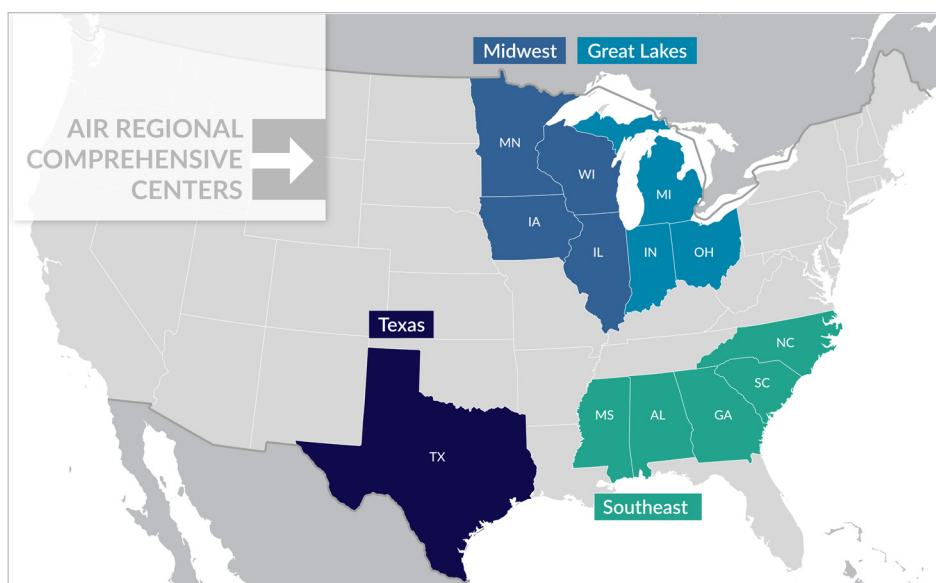 Midwest
Great Lakes
AIR REGIONAL
COMPREHENSIVE
CENTERS
MN
WI
MI
IA
IL
IN
OH
Texas
NC
SC
MS
AL
GA
TX
Southeast